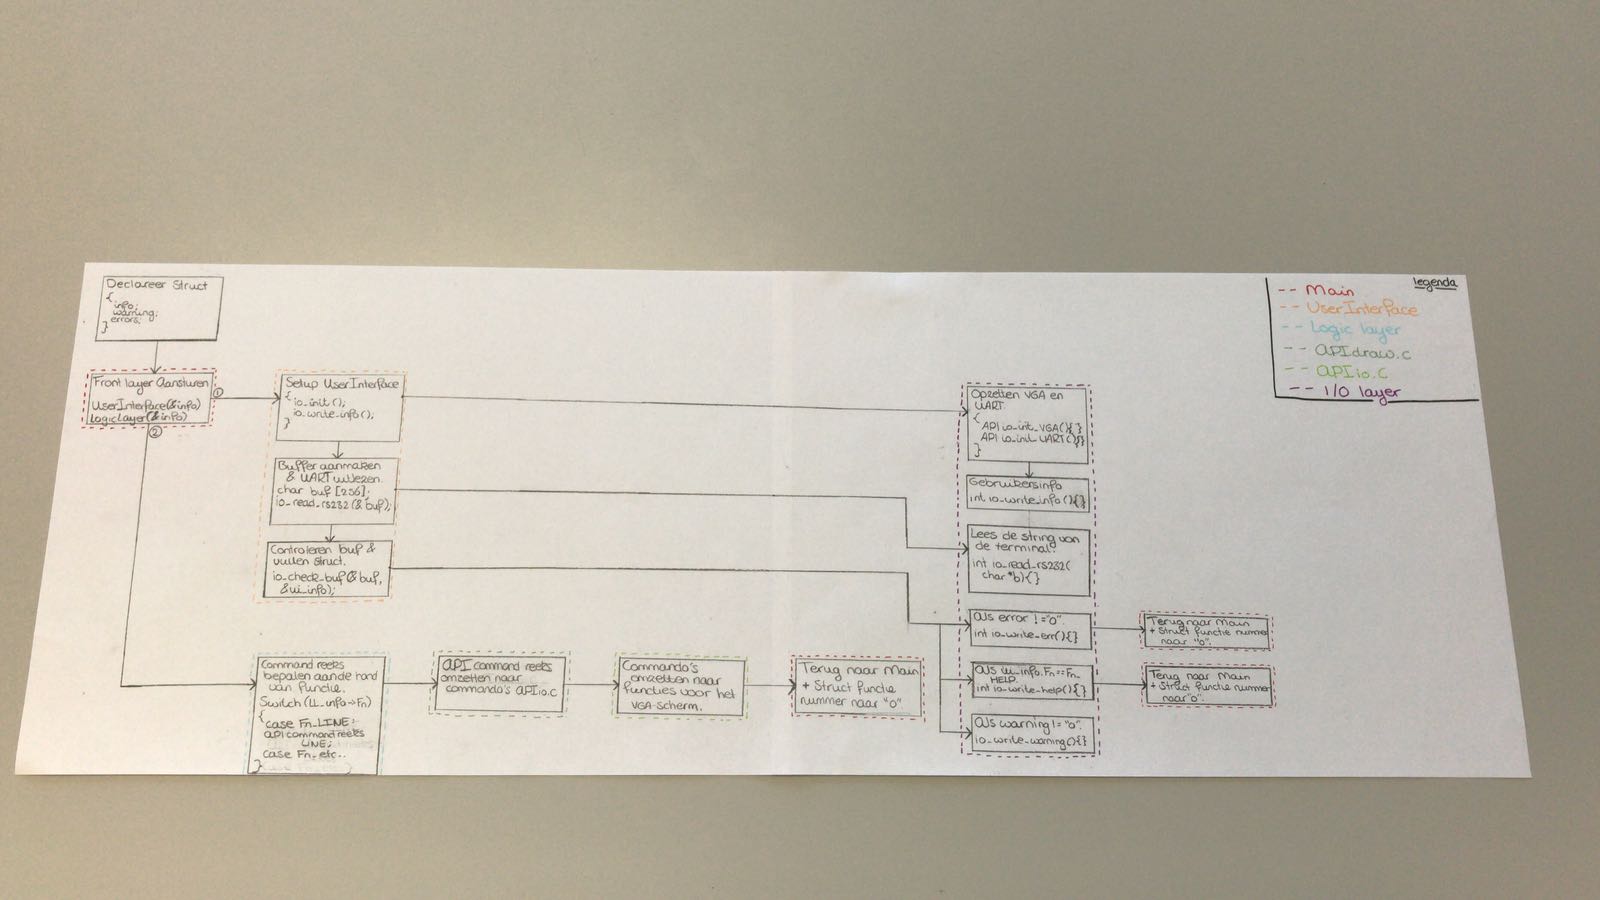 Declareer Struct
{
info;
warning;
errors;
}
Front layer Aansturen
UserInterface(&info)
LogicLayer(&info)
①
②
Setup UserInterface
{
io_init();
io_write_info();
}
Buffer aanmaken
& UART uitlezen.
char buf [256];
io_read_rs232(&buf);
Controleren buf &
vullen struct.
io_check_buf(&buf,
&ui_info);
Opzetten VGA en
UART.
{
API io_init_VGA(){}
API io_init_UART(){}
}
Gebruikersinfo
int io_write_info(){}
Lees de string van
de terminal.
int io_read_rs232(
char *b){}
Als error != "0".
int io_write_err(){}
Als ui_info.Fn == Fn_
HELP.
int io_write_help(){}
Als warning != "0".
io_write_warning(){}
Terug naar Main
+ Struct functie nummer
naar "0".
Terug naar Main
+ Struct functie nummer
naar "0".
Command reeks
bepalen aan de hand
van functie.
Switch (LL_info->Fn)
{
case Fn_LINE:
API command reeks
LINE;
case Fn_etc..
}
API command reeks
omzetten naar
commando's APIio.c
Commando's
omzetten naar
functies voor het
VGA-scherm.
Terug naar Main
+ Struct functie
nummer naar "0".
legenda
-- Main
-- UserInterface
-- Logic layer
-- APIdraw.c
-- APIio.c
-- I/O layer